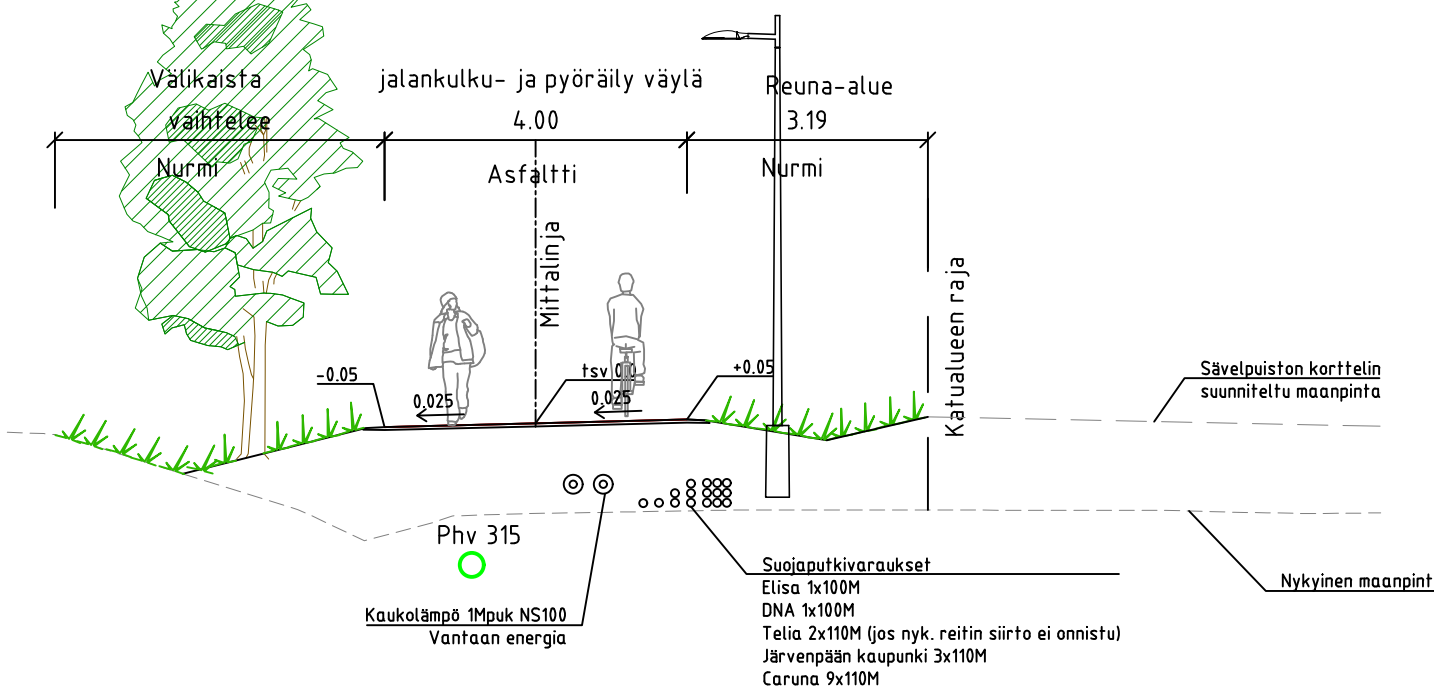 Välikaista
jalankulku- ja pyöräily väylä
Reuna-alue
vaihtelee
4.00
3.19
Nurmi
Asfaltti
Nurmi
Mittalinja
Katualueen raja
-0.05
tsv 0.0
+0.05
0.025
0.025
Sävelpuiston korttelin
suunniteltu maanpinta
Phv 315
Kaukolämpö 1Mpuk NS100
Vantaan energia
Suojaputkivaraukset
Elisa 1x100M
DNA 1x100M
Telia 2x110M (jos nyk. reitin siirto ei onnistu)
Järvenpään kaupunki 3x110M
Caruna 9x110M
Nykyinen maanpint